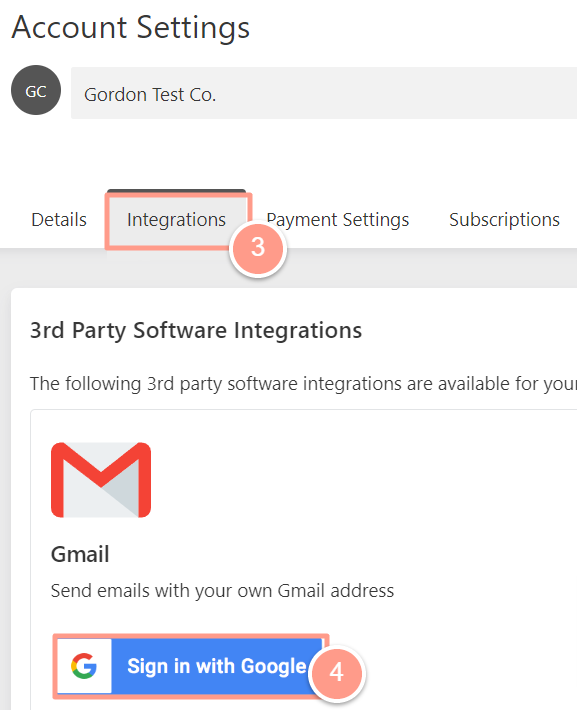 Account Settings
GC
Gordon Test Co.
Details Integrations Payment Settings Subscriptions
3
3rd Party Software Integrations
The following 3rd party software integrations are available for your
Gmail
Send emails with your own Gmail address
Sign in with Google
4